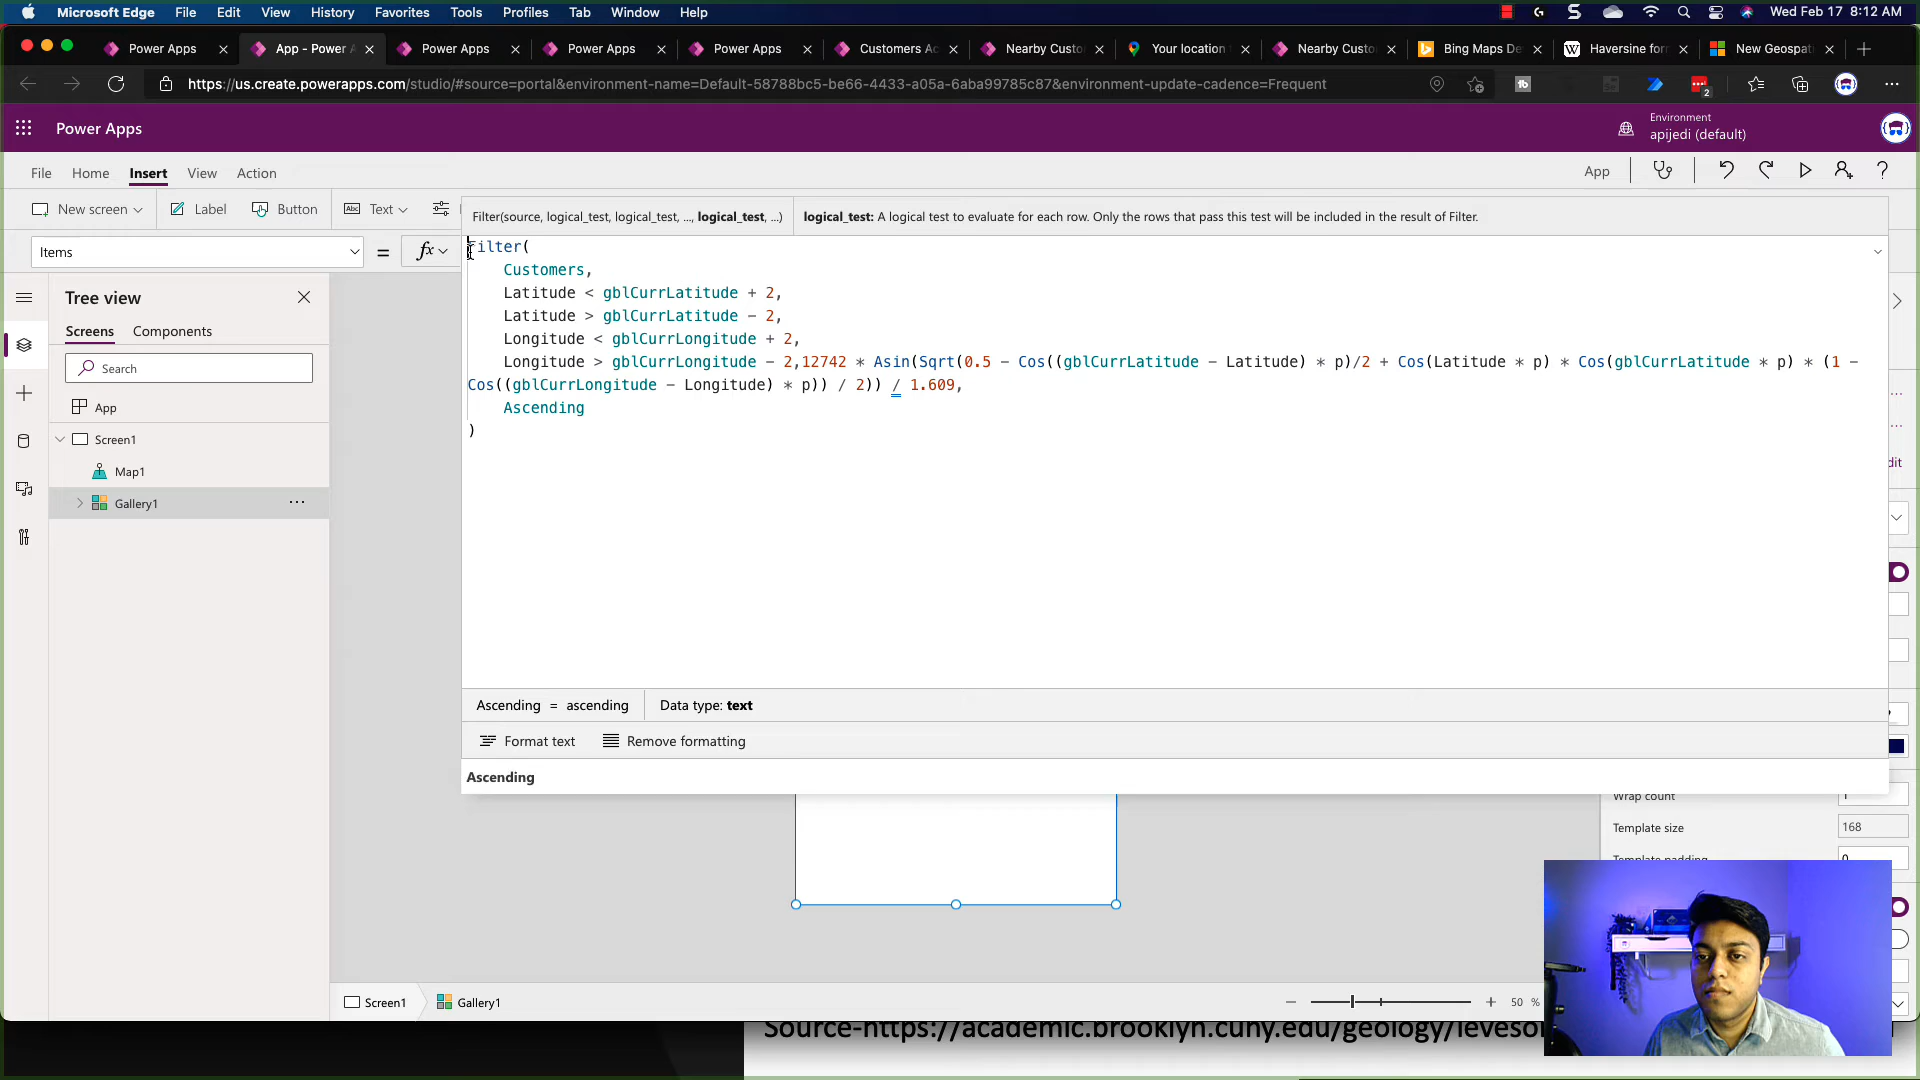 Microsoft Edge File Edit View History Favorites Tools Profiles Tab Window Help Wed Feb 17 8:12 AM
Power Apps App - Power A Power Apps Power Apps Power Apps Customers Ac Nearby Custo Your location Nearby Custo Bing Maps De Haversine for New Geospati
https://us.create.powerapps.com/studio/#source=portal&environment-name=Default-58788bc5-be66-4433-a05a-6aba99785c87&environment-update-cadence=Frequent
2
Power Apps
Environment
apijedi (default)
File Home Insert View Action App
New screen Label Button Text
Filter(source, logical_test, logical_test, ..., logical_test, ...) logical_test: A logical test to evaluate for each row. Only the rows that pass this test will be included in the result of Filter.
Items = fx
Filter(
Customers,
Latitude < gblCurrLatitude + 2,
Latitude > gblCurrLatitude - 2,
Longitude < gblCurrLongitude + 2,
Longitude > gblCurrLongitude - 2,12742 * Asin(Sqrt(0.5 - Cos((gblCurrLatitude - Latitude) * p)/2 + Cos(Latitude * p) * Cos(gblCurrLatitude * p) * (1 -
Cos((gblCurrLongitude - Longitude) * p)) / 2)) / 1.609,
Ascending
)
Tree view
Screens Components
Search
App
Screen1
Map1
Gallery1
Ascending = ascending Data type: text
Format text Remove formatting
Ascending
Wrap count 1
Template size 168
Template padding 0
Screen1 Gallery1 50 %
Source-https://academic.brooklyn.cuny.edu/geology/leveso